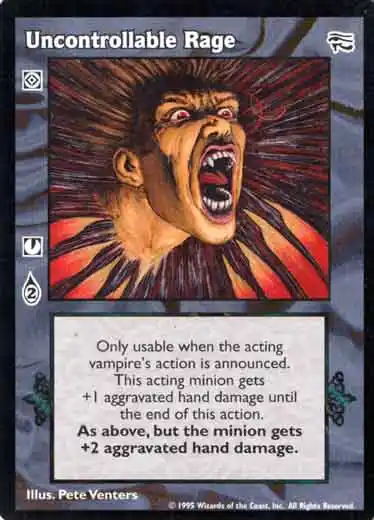 Uncontrollable Rage
2
Only usable when the acting
vampire's action is announced.
This acting minion gets
+1 aggravated hand damage until
the end of this action.
As above, but the minion gets
+2 aggravated hand damage.
Illus. Pete Venters
© 1995 Wizards of the Coast, Inc. All Rights Reserved.